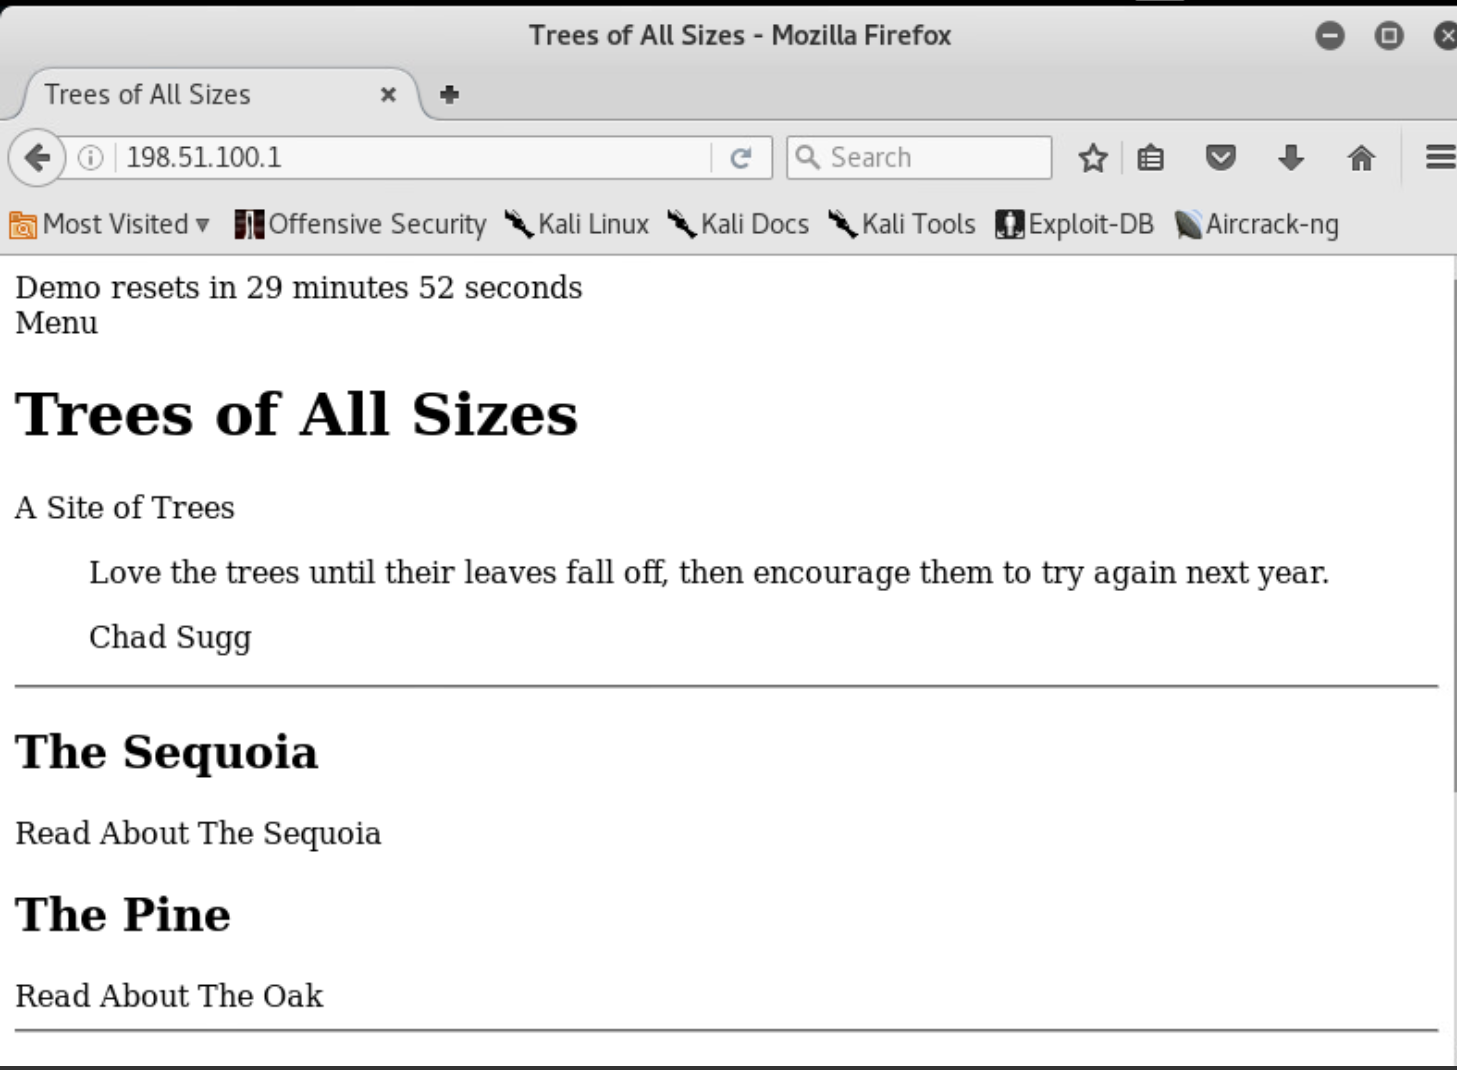 Trees of All Sizes - Mozilla Firefox
Trees of All Sizes
198.51.100.1
Search
Most Visited
Offensive Security
Kali Linux
Kali Docs
Kali Tools
Exploit-DB
Aircrack-ng
Demo resets in 29 minutes 52 seconds
Menu
Trees of All Sizes
A Site of Trees
Love the trees until their leaves fall off, then encourage them to try again next year.
Chad Sugg
The Sequoia
Read About The Sequoia
The Pine
Read About The Oak